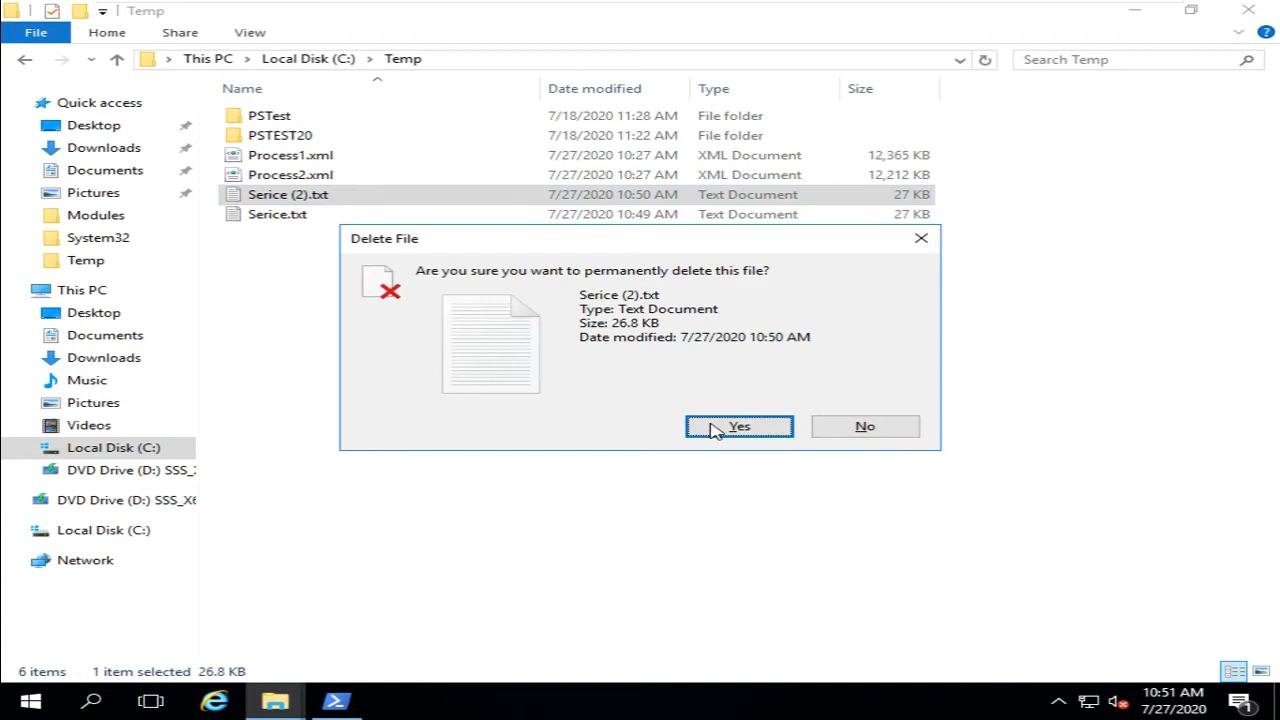 Temp
File Home Share View
This PC Local Disk (C:) Temp Search Temp
Name Date modified Type Size
Quick access
Desktop
Downloads
Documents
Pictures
Modules
System32
Temp
This PC
Desktop
Documents
Downloads
Music
Pictures
Videos
Local Disk (C:)
DVD Drive (D:) SSS_
DVD Drive (D:) SSS_X6
Local Disk (C:)
Network
PSTest 7/18/2020 11:28 AM File folder
PSTEST20 7/18/2020 11:22 AM File folder
Process1.xml 7/27/2020 10:27 AM XML Document 12,365 KB
Process2.xml 7/27/2020 10:27 AM XML Document 12,212 KB
Serice (2).txt 7/27/2020 10:50 AM Text Document 27 KB
Serice.txt 7/27/2020 10:49 AM Text Document 27 KB
Delete File
Are you sure you want to permanently delete this file?
Serice (2).txt
Type: Text Document
Size: 26.8 KB
Date modified: 7/27/2020 10:50 AM
Yes No
6 items 1 item selected 26.8 KB
10:51 AM
7/27/2020
1